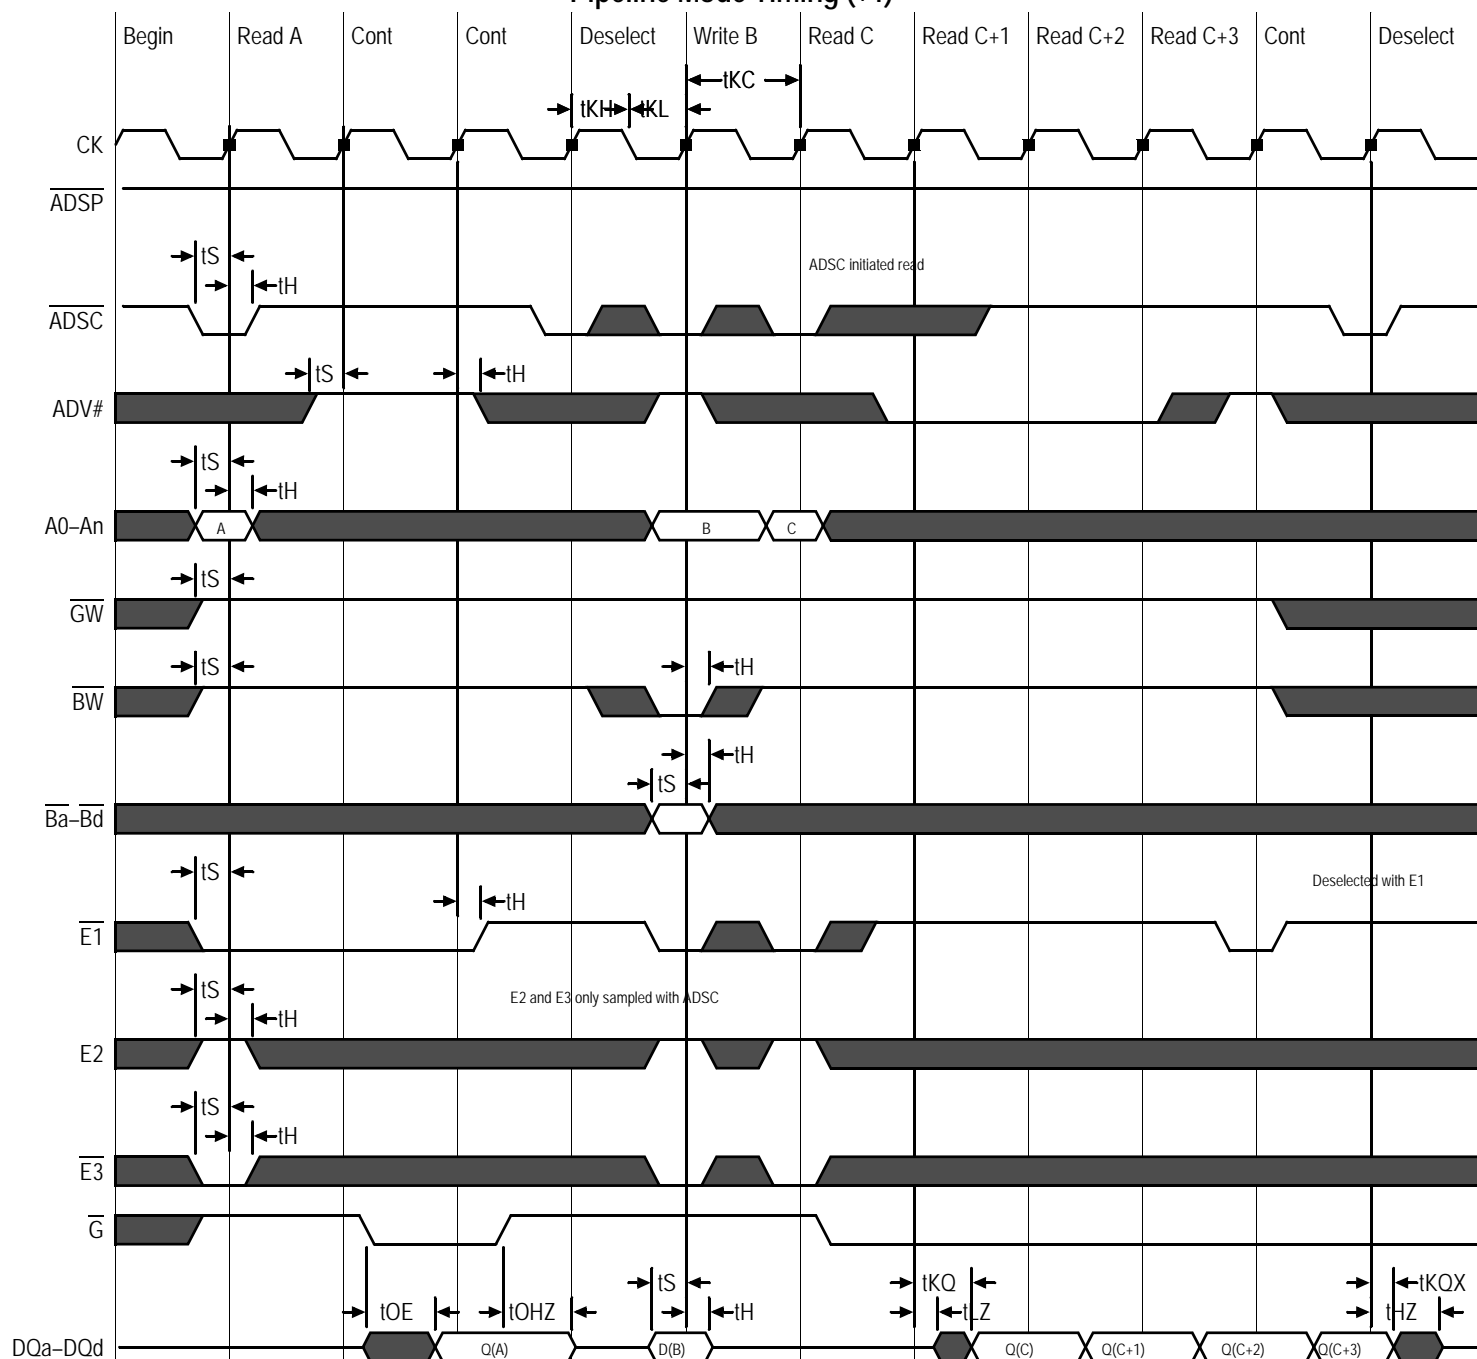 Pipeline Mode Timing (+1)
Begin Read A Cont Cont Deselect Write B Read C Read C+1 Read C+2 Read C+3 Cont Deselect
tKC
tKH tKL
CK
ADSP
tS
ADSC initiated read
tH
ADSC
tS tH
ADV#
tS
tH
A0–An A B C
tS
GW
tS tH
BW
tH
tS
Ba–Bd
tS
Deselected with E1
tH
E1
tS
E2 and E3 only sampled with ADSC
tH
E2
tS
tH
E3
G
tS tKQ tKQX
tOE tOHZ tH tLZ tHZ
DQa–DQd Q(A) D(B) Q(C) Q(C+1) Q(C+2) Q(C+3)